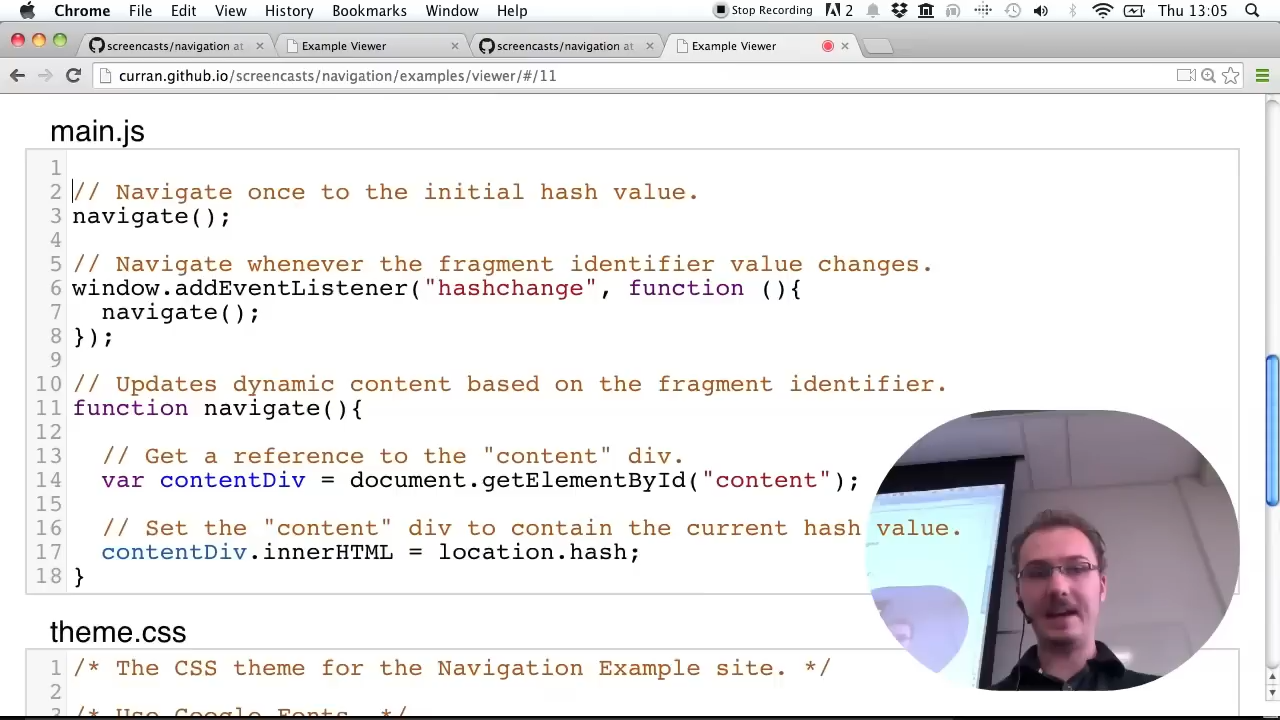 Chrome File Edit View History Bookmarks Window Help Stop Recording 2 Thu 13:05
screencasts/navigation at Example Viewer screencasts/navigation at Example Viewer
curran.github.io/screencasts/navigation/examples/viewer/#/11
main.js
1
2 // Navigate once to the initial hash value.
3 navigate();
4
5 // Navigate whenever the fragment identifier value changes.
6 window.addEventListener("hashchange", function (){
7 navigate();
8 });
9
10 // Updates dynamic content based on the fragment identifier.
11 function navigate(){
12
13 // Get a reference to the "content" div.
14 var contentDiv = document.getElementById("content");
15
16 // Set the "content" div to contain the current hash value.
17 contentDiv.innerHTML = location.hash;
18 }
theme.css
1 /* The CSS theme for the Navigation Example site. */
2
3 /* Use Google Fonts. */